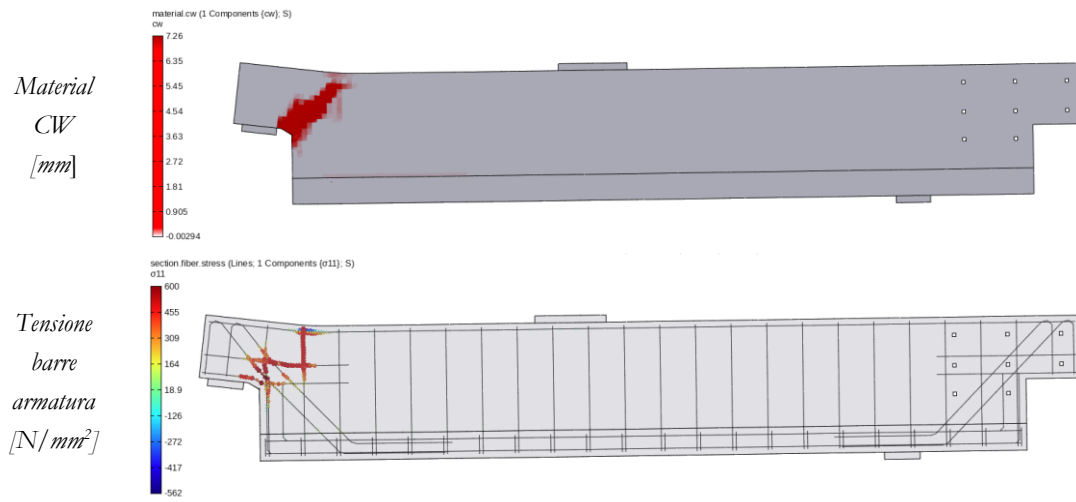 material.cw (1 Components {cw}; S)
cw
7.26
6.35
5.45
4.54
3.63
2.72
1.81
0.905
-0.00294
Material
CW
[mm]
section.fiber.stress (Lines; 1 Components {σ11}; S)
σ11
600
455
309
164
18.9
-126
-272
-417
-562
Tensione
barre
armatura
[N/mm²]